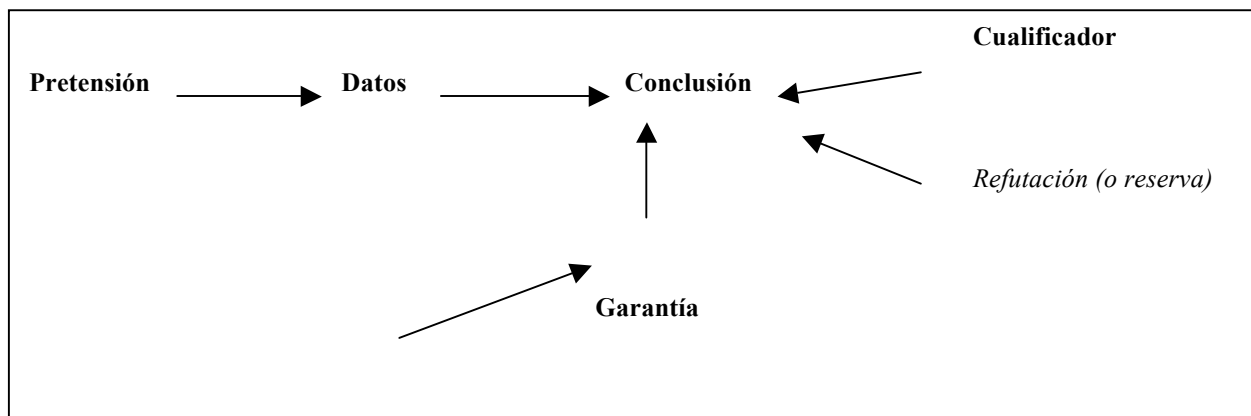 Cualificador
Pretensión Datos Conclusión
Refutación (o reserva)
Garantía